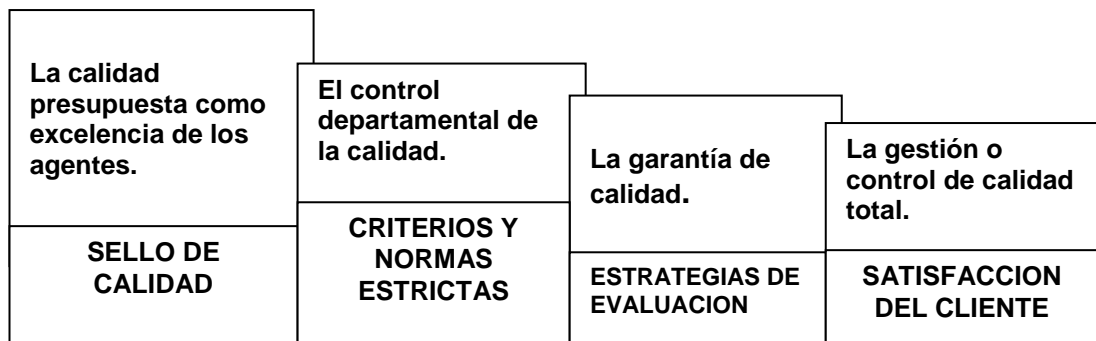 La calidad
presupuesta como
excelencia de los
agentes.
SELLO DE
CALIDAD
El control
departamental de
la calidad.
CRITERIOS Y
NORMAS
ESTRICTAS
La garantía de
calidad.
ESTRATEGIAS DE
EVALUACION
La gestión o
control de calidad
total.
SATISFACCION
DEL CLIENTE